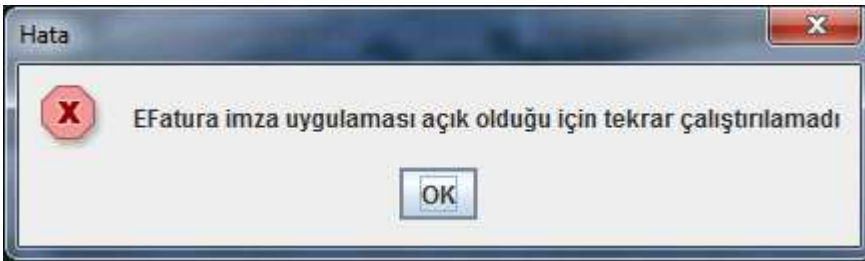 Hata
EFatura imza uygulaması açık olduğu için tekrar çalıştırılamadı
OK